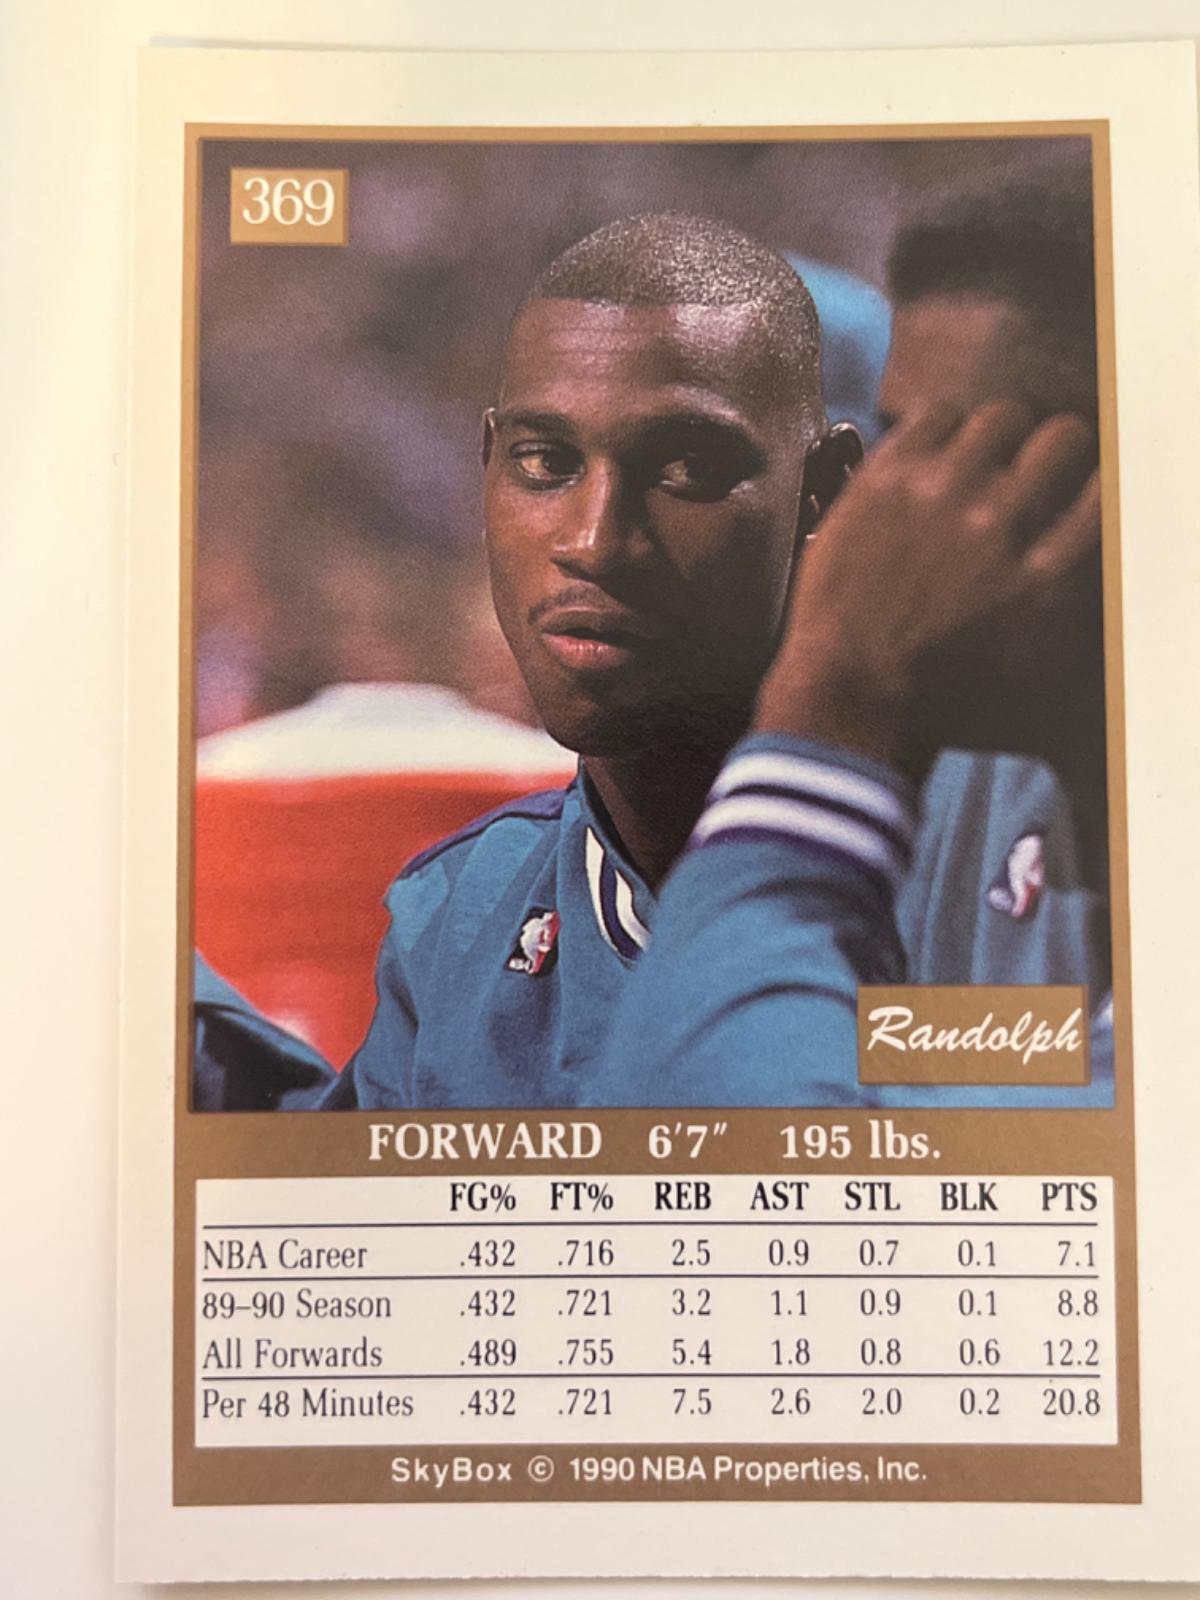 369
Randolph
FORWARD 6'7" 195 lbs.
FG% FT% REB AST STL BLK PTS
NBA Career .432 .716 2.5 0.9 0.7 0.1 7.1
89–90 Season .432 .721 3.2 1.1 0.9 0.1 8.8
All Forwards .489 .755 5.4 1.8 0.8 0.6 12.2
Per 48 Minutes .432 .721 7.5 2.6 2.0 0.2 20.8
SkyBox © 1990 NBA Properties, Inc.